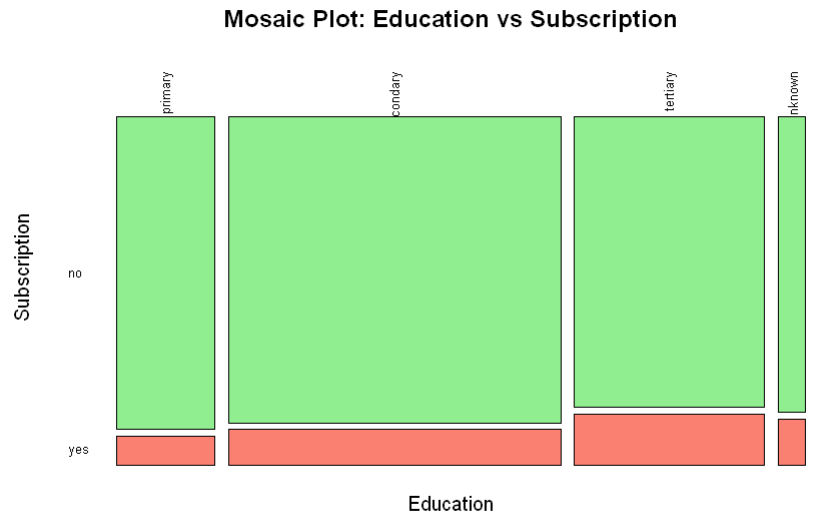 Mosaic Plot: Education vs Subscription
primary
condary
tertiary
nknown
Subscription
no
yes
Education